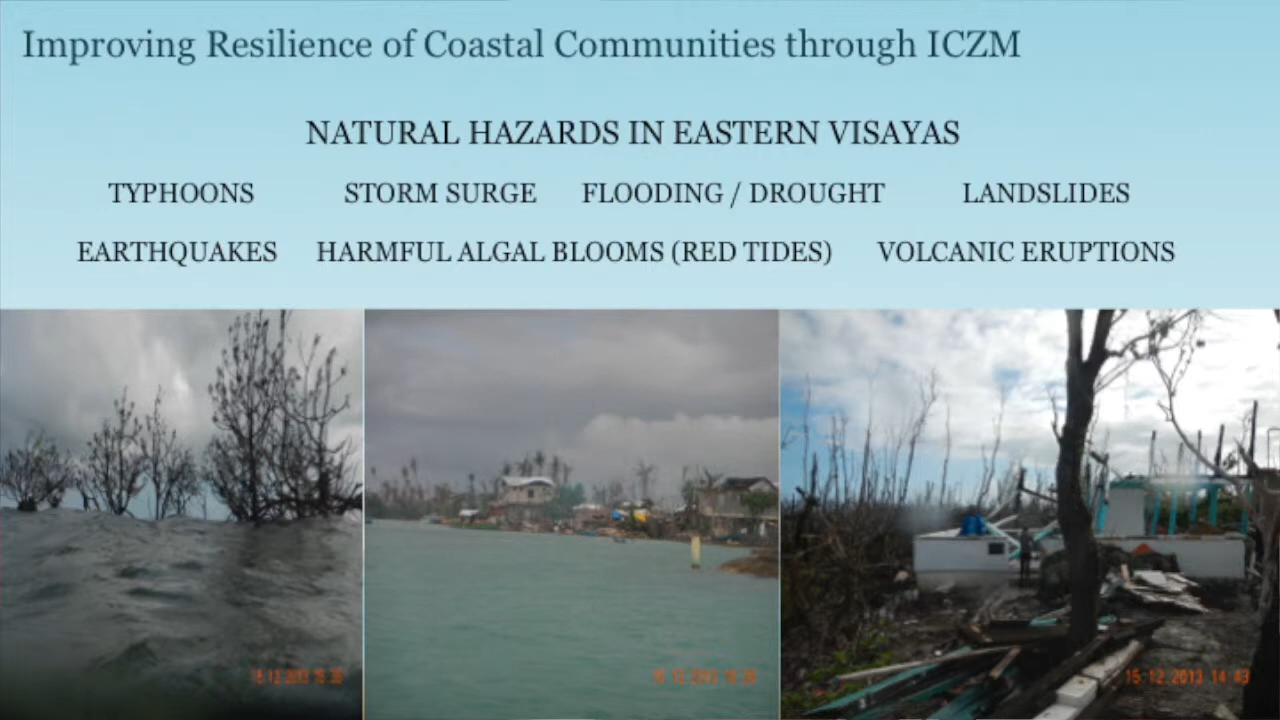 Improving Resilience of Coastal Communities through ICZM
NATURAL HAZARDS IN EASTERN VISAYAS
TYPHOONS STORM SURGE FLOODING / DROUGHT LANDSLIDES
EARTHQUAKES HARMFUL ALGAL BLOOMS (RED TIDES) VOLCANIC ERUPTIONS
15 12 2013 14:43